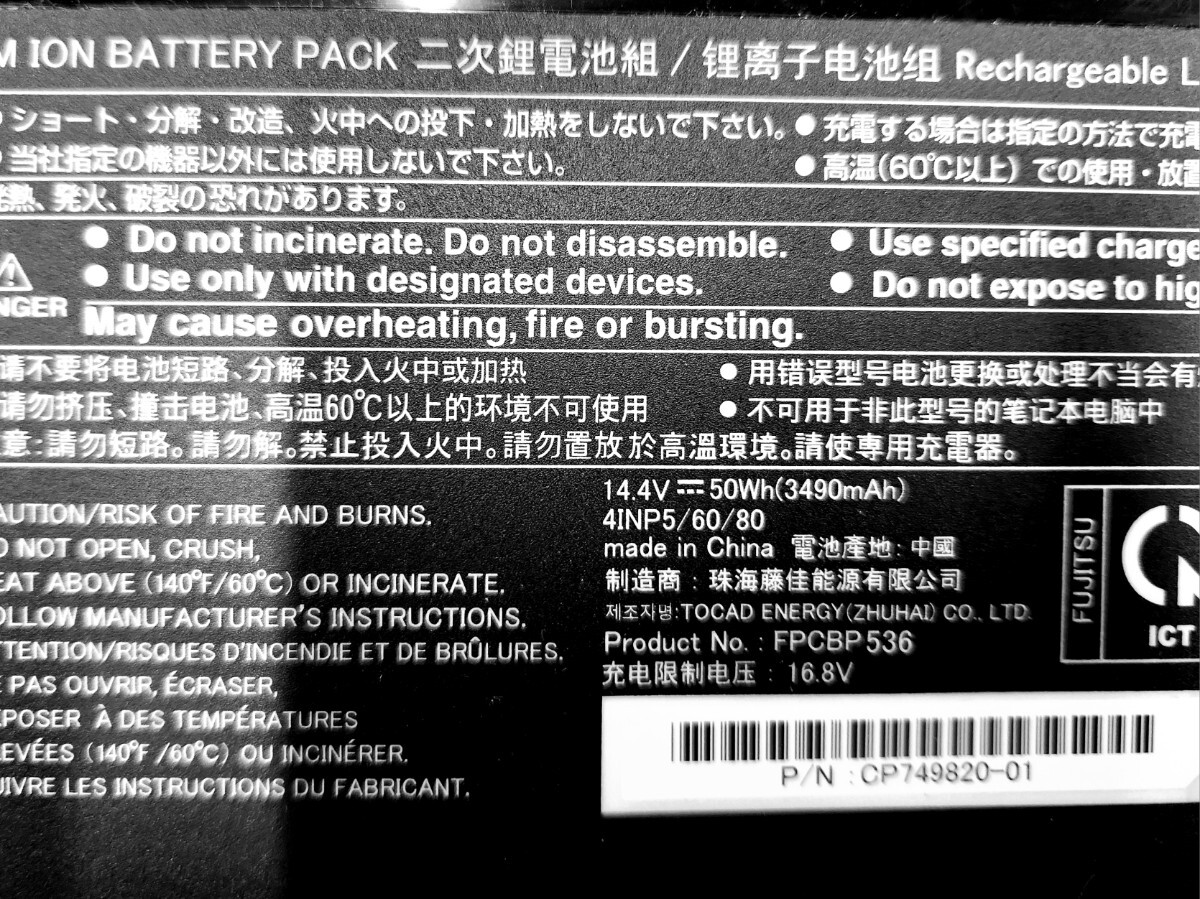 ION BATTERY PACK 二次鋰電池組 / 锂离子电池组 Rechargeable L
ショート・分解・改造、火中への投下・加熱をしないで下さい。 ● 充電する場合は指定の方法で充電
当社指定の機器以外には使用しないで下さい。 ● 高温(60℃以上) での使用・放置
発熱、発火、破裂の恐れがあります。
● Do not incinerate. Do not disassemble. ● Use specified charge
● Use only with designated devices. ● Do not expose to hig
NGER
May cause overheating, fire or bursting.
请不要将电池短路、分解、投入火中或加热 ● 用错误型号电池更换或处理不当会有
请勿挤压、撞击电池、高温60℃以上的环境不可使用 ● 不可用于非此型号的笔记本电脑中
意:請勿短路。請勿解。禁止投入火中。請勿置放於高溫環境。請使専用充電器。
AUTION/RISK OF FIRE AND BURNS.
O NOT OPEN, CRUSH,
EAT ABOVE (140°F/60°C) OR INCINERATE.
OLLOW MANUFACTURER'S INSTRUCTIONS.
TTENTION/RISQUES D'INCENDIE ET DE BRÛLURES.
E PAS OUVRIR, ÉCRASER,
XPOSER À DES TEMPÉRATURES
LEVÉES (140°F /60°C) OU INCINÉRER.
UIVRE LES INSTRUCTIONS DU FABRICANT.
14.4V ⎓ 50Wh(3490mAh)
4INP5/60/80
made in China 電池產地: 中國
制造商 : 珠海藤佳能源有限公司
제조자명:TOCAD ENERGY(ZHUHAI) CO., LTD.
Product No. : FPCBP536
充电限制电压 : 16.8V
FUJITSU
ICT
P/N : CP749820-01